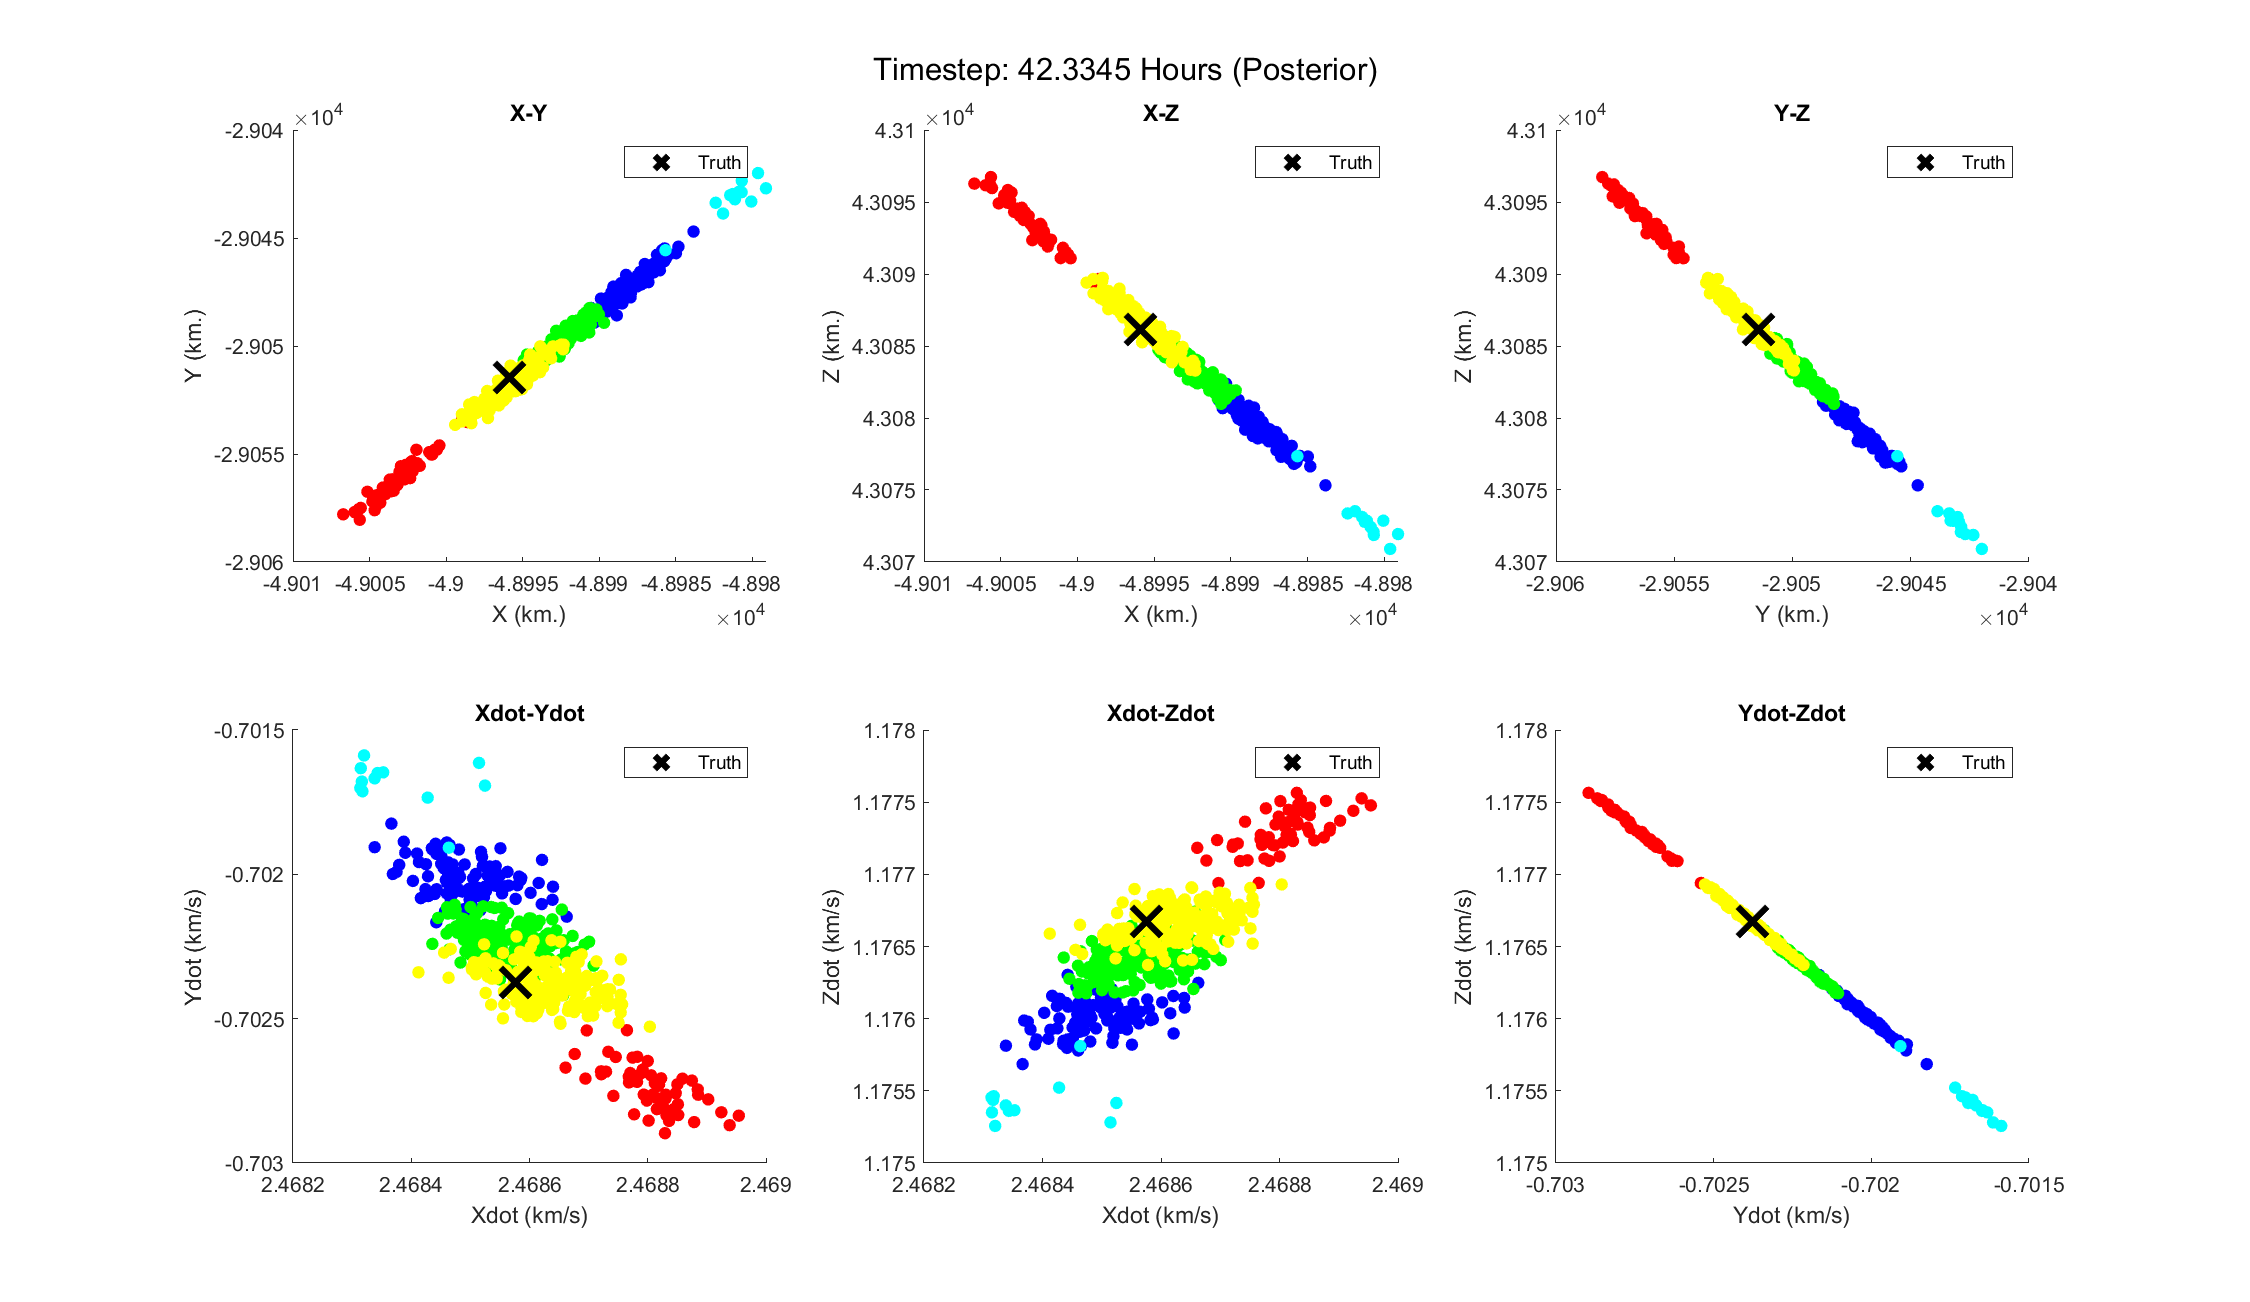 Timestep: 42.3345 Hours (Posterior)
X-Y
×10^4
-2.904
-2.9045
-2.905
-2.9055
-2.906
Y (km.)
Truth
-4.901 -4.9005 -4.9 -4.8995 -4.899 -4.8985 -4.898
X (km.)
×10^4
X-Z
×10^4
4.31
4.3095
4.309
4.3085
4.308
4.3075
4.307
Z (km.)
Truth
-4.901 -4.9005 -4.9 -4.8995 -4.899 -4.8985 -4.898
X (km.)
×10^4
Y-Z
×10^4
4.31
4.3095
4.309
4.3085
4.308
4.3075
4.307
Z (km.)
Truth
-2.906 -2.9055 -2.905 -2.9045 -2.904
Y (km.)
×10^4
Xdot-Ydot
-0.7015
-0.702
-0.7025
-0.703
Ydot (km/s)
Truth
2.4682 2.4684 2.4686 2.4688 2.469
Xdot (km/s)
Xdot-Zdot
1.178
1.1775
1.177
1.1765
1.176
1.1755
1.175
Zdot (km/s)
Truth
2.4682 2.4684 2.4686 2.4688 2.469
Xdot (km/s)
Ydot-Zdot
1.178
1.1775
1.177
1.1765
1.176
1.1755
1.175
Zdot (km/s)
Truth
-0.703 -0.7025 -0.702 -0.7015
Ydot (km/s)